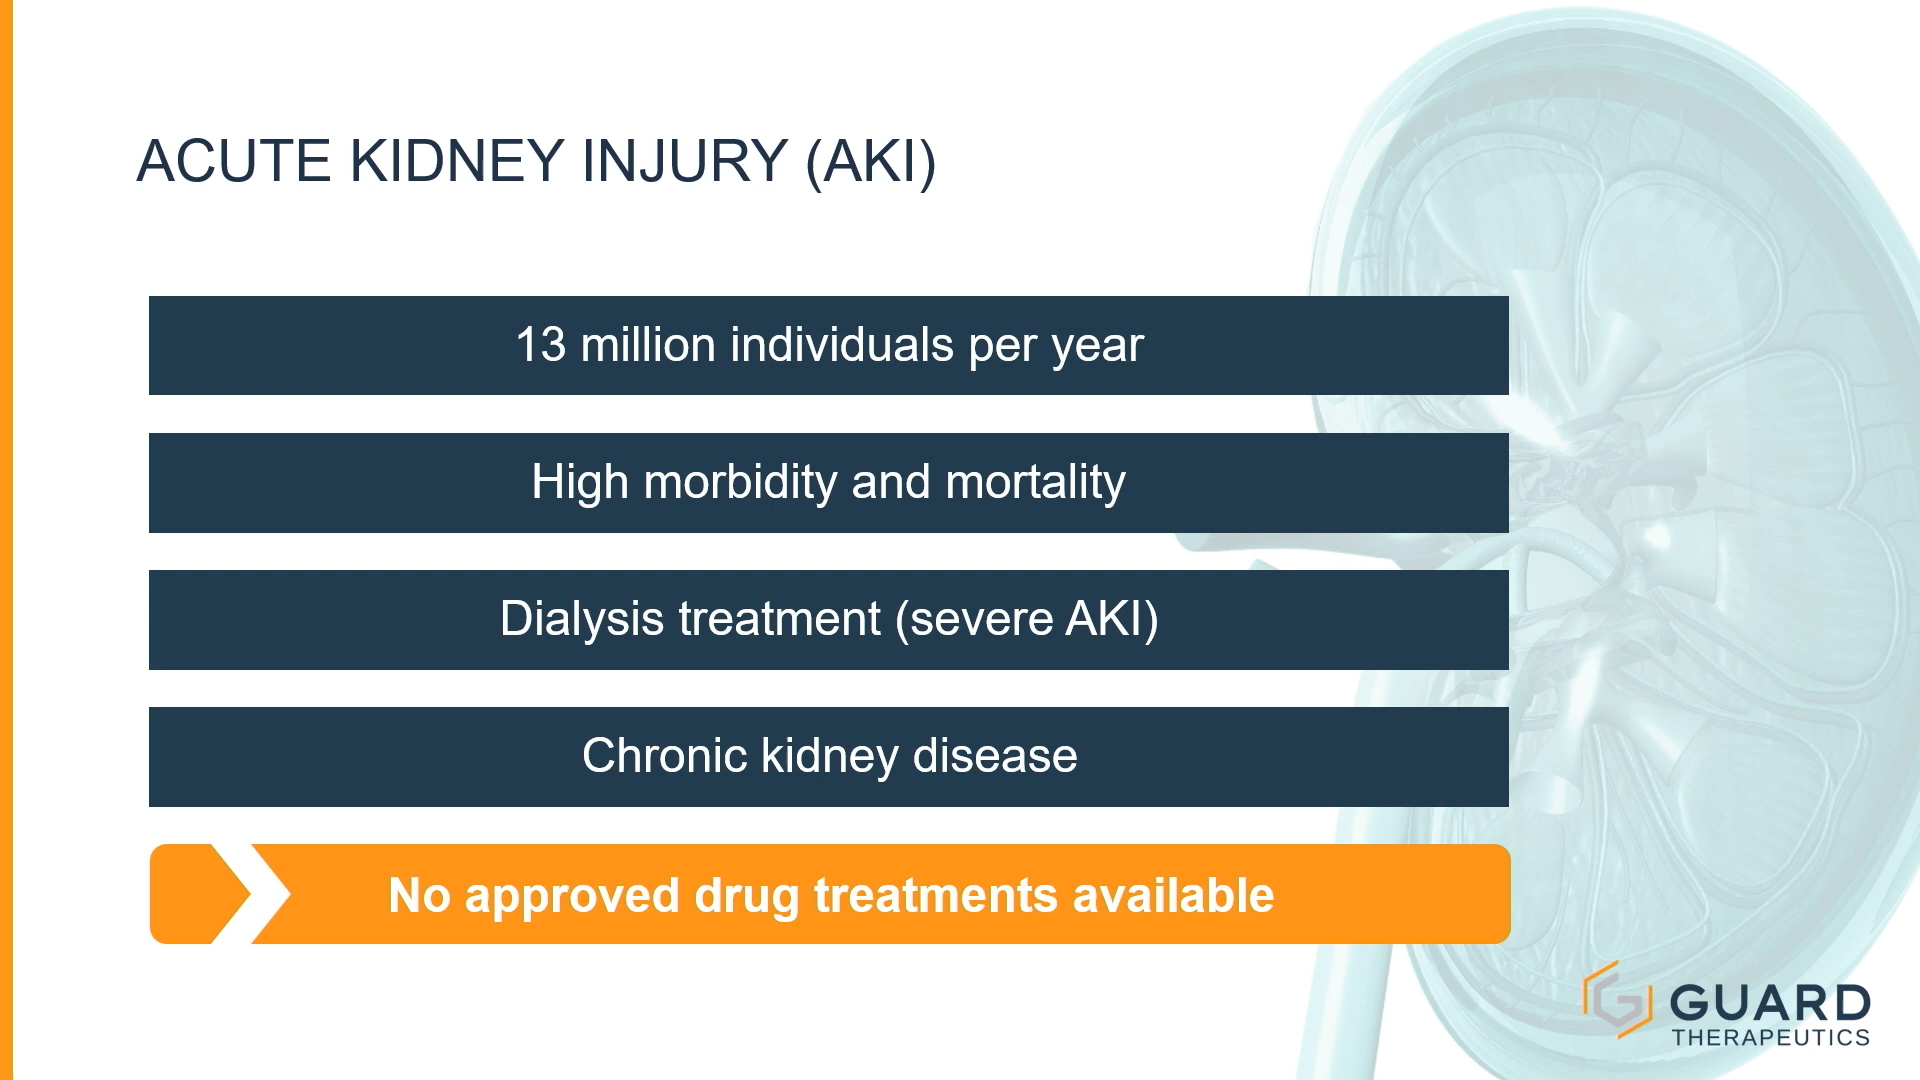 ACUTE KIDNEY INJURY (AKI)
13 million individuals per year
High morbidity and mortality
Dialysis treatment (severe AKI)
Chronic kidney disease
No approved drug treatments available
GUARD
THERAPEUTICS